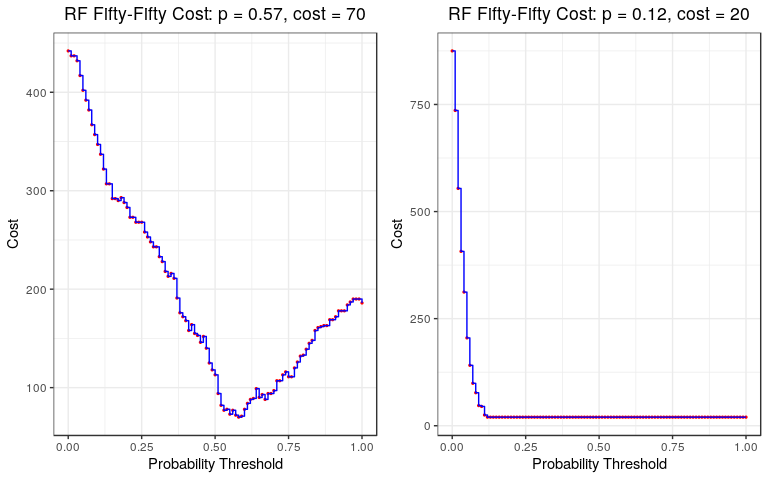 RF Fifty-Fifty Cost: p = 0.57, cost = 70
400
300
200
100
Cost
0.00 0.25 0.50 0.75 1.00
Probability Threshold
RF Fifty-Fifty Cost: p = 0.12, cost = 20
750
500
250
0
Cost
0.00 0.25 0.50 0.75 1.00
Probability Threshold